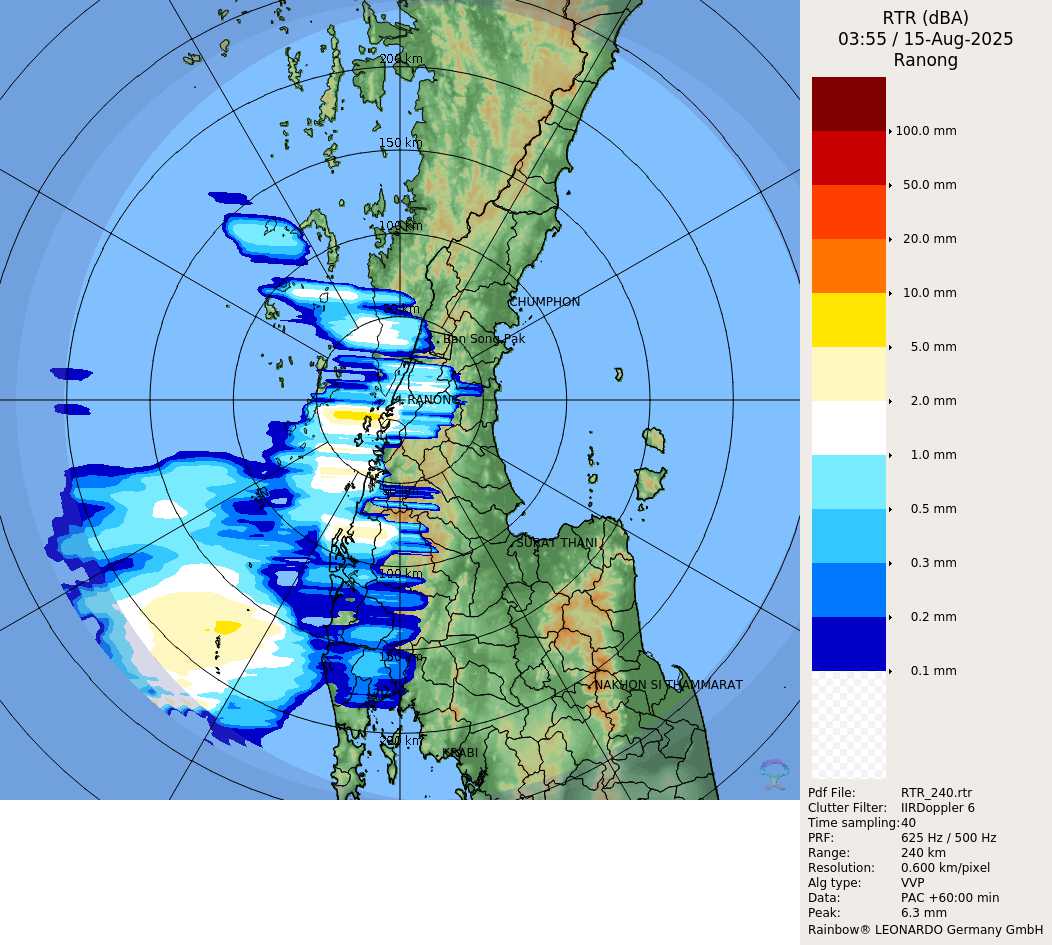 RTR (dBA)
03:55 / 15-Aug-2025
Ranong
100.0 mm
50.0 mm
20.0 mm
10.0 mm
5.0 mm
2.0 mm
1.0 mm
0.5 mm
0.3 mm
0.2 mm
0.1 mm
Pdf File: RTR_240.rtr
Clutter Filter: IIRDoppler 6
Time sampling:40
PRF: 625 Hz / 500 Hz
Range: 240 km
Resolution: 0.600 km/pixel
Alg type: VVP
Data: PAC +60:00 min
Peak: 6.3 mm
Rainbow® LEONARDO Germany GmbH
200 km
150 km
100 km
CHUMPHON
Ban Song Pak
RANONG
SURAT THANI
100 km
150 km
NAKHON SI THAMMARAT
200 km
KRABI